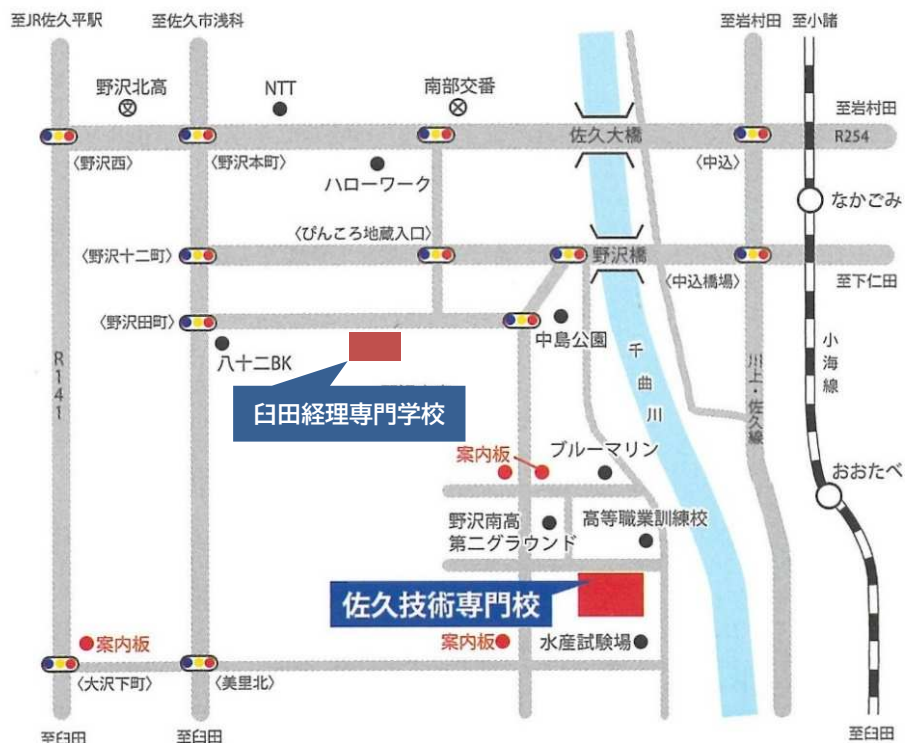 至JR佐久平駅
至佐久市浅科
至岩村田
至小諸
野沢北高
NTT
南部交番
至岩村田
佐久大橋
R254
〈野沢西〉
〈野沢本町〉
〈中込〉
ハローワーク
なかごみ
〈ぴんころ地蔵入口〉
〈野沢十二町〉
野沢橋
〈中込橋場〉
至下仁田
〈野沢田町〉
中島公園
八十二BK
R141
千曲川
川上・佐久線
小海線
臼田経理専門学校
案内板
ブルーマリン
おおたべ
野沢南高
第二グラウンド
高等職業訓練校
佐久技術専門校
案内板
案内板
水産試験場
〈大沢下町〉
〈美里北〉
至臼田
至臼田
至臼田